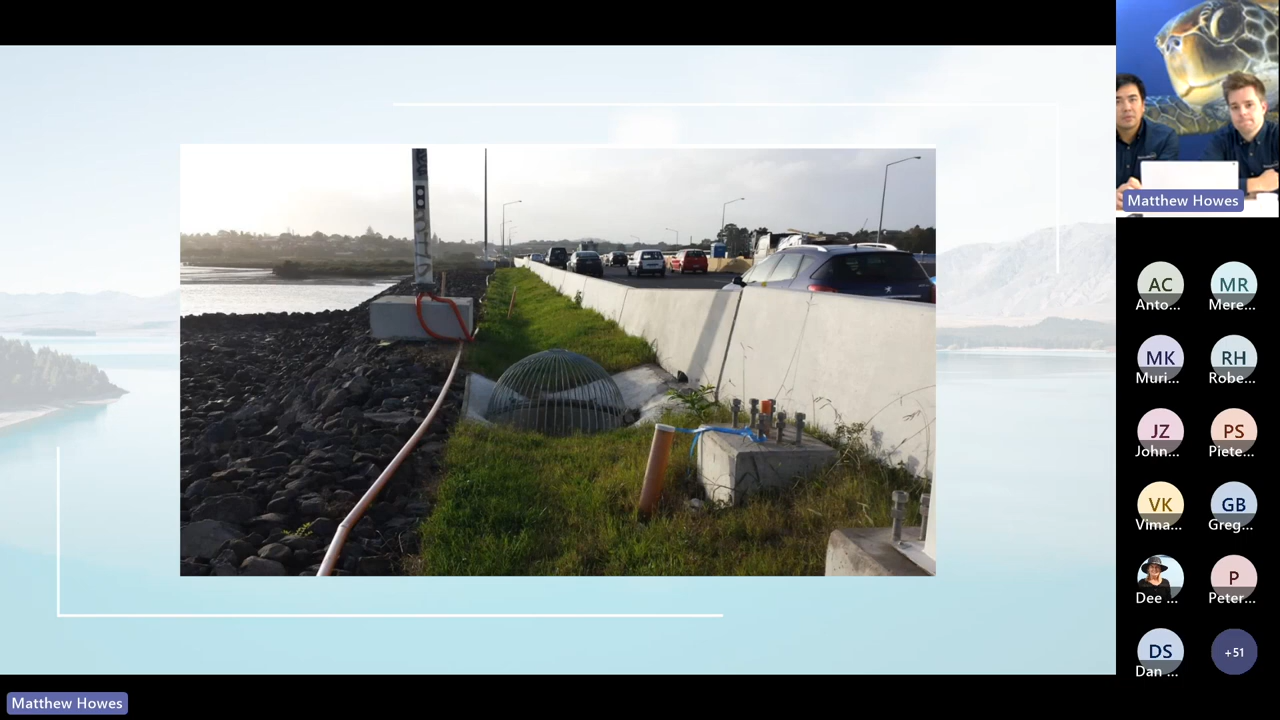 Matthew Howes
AC
MR
Anto...
Mere...
MK
RH
Muri...
Robe...
JZ
PS
John...
Piete...
VK
GB
Vima...
Greg...
P
Dee ...
Peter...
DS
+51
Dan ...
Matthew Howes